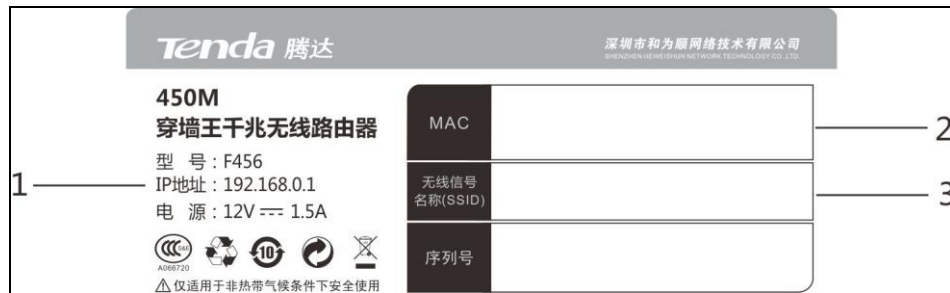 Tenda 腾达
深圳市和为顺网络技术有限公司
SHENZHEN HEWEISHUN NETWORK TECHNOLOGY CO.,LTD.
450M
穿墙王千兆无线路由器
型 号：F456
IP地址：192.168.0.1
电 源：12V ⎓ 1.5A
CCC S&E
A066720
10
⚠仅适用于非热带气候条件下安全使用
MAC
无线信号
名称(SSID)
序列号
1
2
3